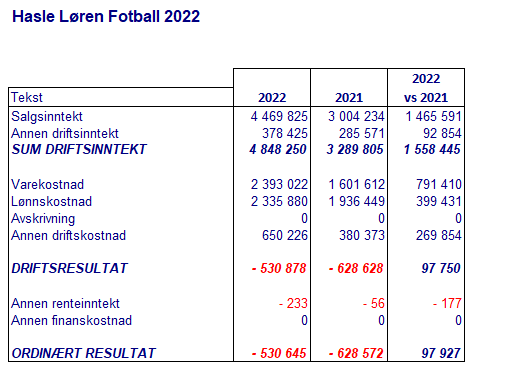 Hasle Løren Fotball 2022
2022
Tekst 2022 2021 vs 2021
Salgsinntekt 4 469 825 3 004 234 1 465 591
Annen driftsinntekt 378 425 285 571 92 854
SUM DRIFTSINNTEKT 4 848 250 3 289 805 1 558 445
Varekostnad 2 393 022 1 601 612 791 410
Lønnskostnad 2 335 880 1 936 449 399 431
Avskrivning 0 0 0
Annen driftskostnad 650 226 380 373 269 854
DRIFTSRESULTAT - 530 878 - 628 628 97 750
Annen renteinntekt - 233 - 56 - 177
Annen finanskostnad 0 0 0
ORDINÆRT RESULTAT - 530 645 - 628 572 97 927